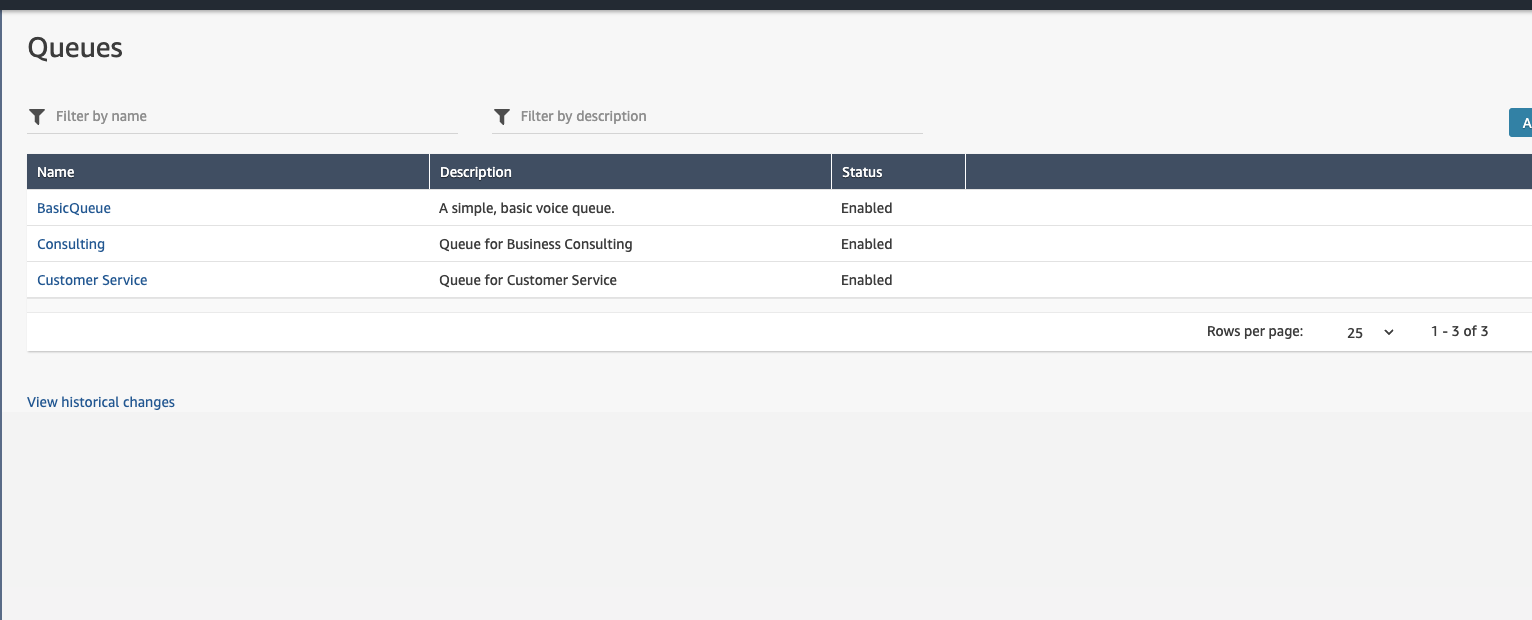 Queues
Filter by name Filter by description
Name Description Status
BasicQueue A simple, basic voice queue. Enabled
Consulting Queue for Business Consulting Enabled
Customer Service Queue for Customer Service Enabled
Rows per page: 25 1 - 3 of 3
View historical changes